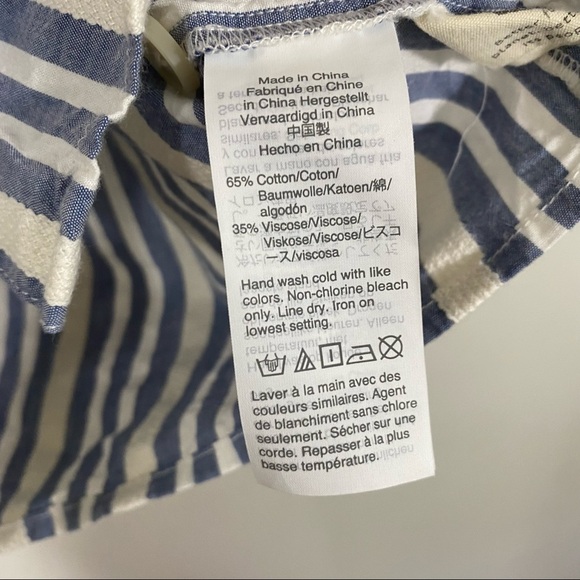 Made in China
Fabriqué en Chine
in China Hergestellt
Vervaardigd in China
中国製
Hecho en China
65% Cotton/Coton/
Baumwolle/Katoen/綿/
algodón
35% Viscose/Viscose/
Viskose/Viscose/ビスコ
ース/viscosa
Hand wash cold with like
colors. Non-chlorine bleach
only. Line dry. Iron on
lowest setting.
Laver à la main avec des
couleurs similaires. Agent
de blanchiment sans chlore
seulement. Sécher sur une
corde. Repasser à la plus
basse température.